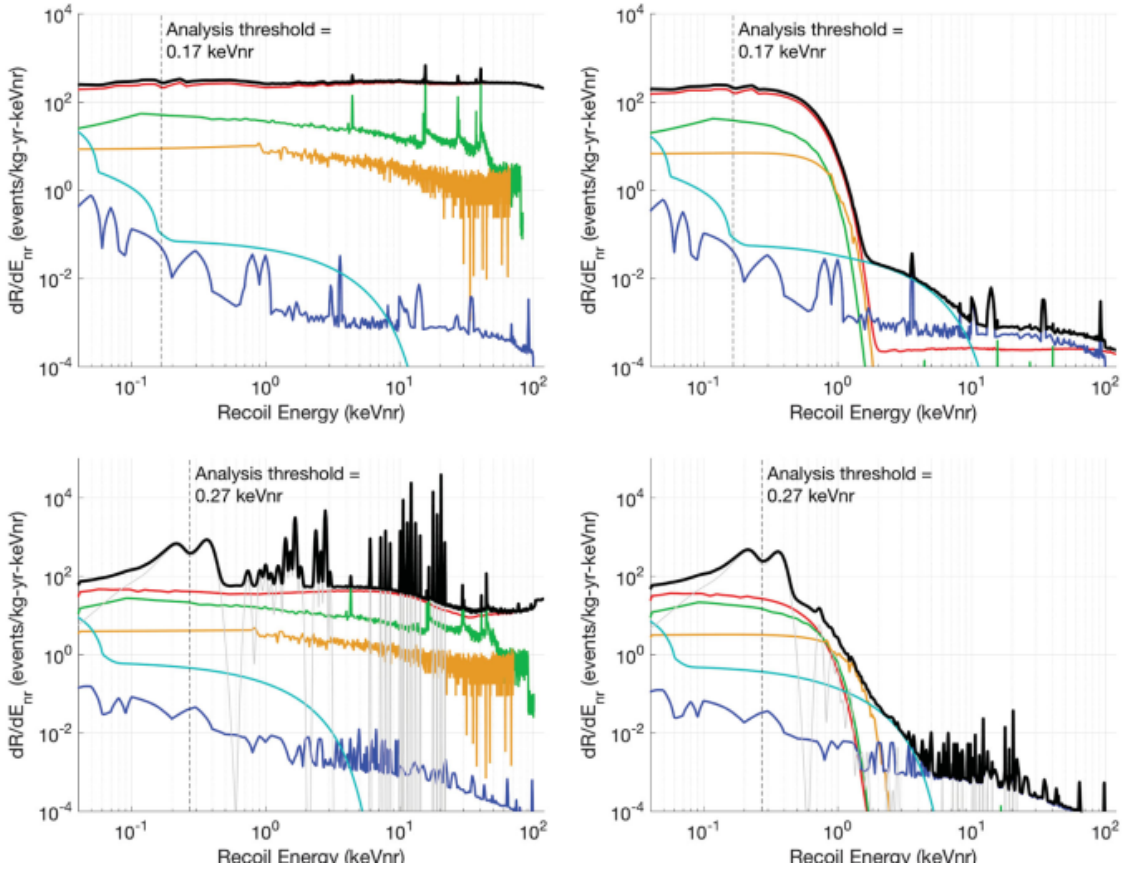 Analysis threshold =
0.17 keVnr
dR/dE_nr (events/kg-yr-keVnr)
10^2
10^0
10^-2
10^-4
10^-1 10^0 10^1 10^2
Recoil Energy (keVnr)
Analysis threshold =
0.17 keVnr
dR/dE_nr (events/kg-yr-keVnr)
10^2
10^0
10^-2
10^-4
10^-1 10^0 10^1 10^2
Recoil Energy (keVnr)
Analysis threshold =
0.27 keVnr
dR/dE_nr (events/kg-yr-keVnr)
10^4
10^2
10^0
10^-2
10^-4
10^-1 10^0 10^1 10^2
Recoil Energy (keVnr)
Analysis threshold =
0.27 keVnr
dR/dE_nr (events/kg-yr-keVnr)
10^4
10^2
10^0
10^-2
10^-4
10^-1 10^0 10^1 10^2
Recoil Energy (keVnr)